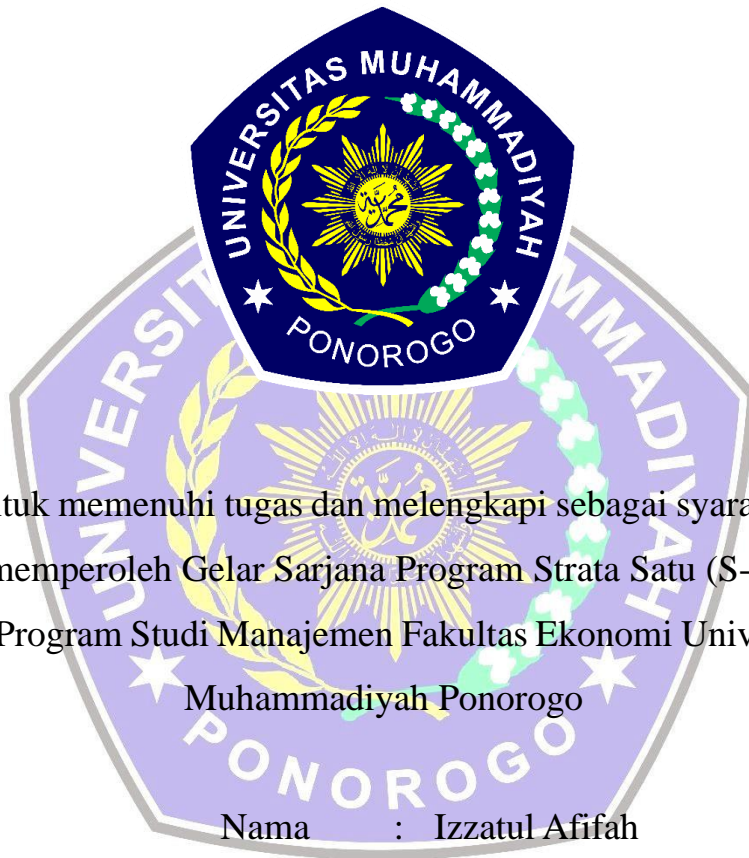 UNIVERSITAS MUHAMMADIYAH
PONOROGO
tuk memenuhi tugas dan melengkapi sebagai syara
memperoleh Gelar Sarjana Program Strata Satu (S-
Program Studi Manajemen Fakultas Ekonomi Univ
Muhammadiyah Ponorogo
PONOROGO
Nama : Izzatul Afifah